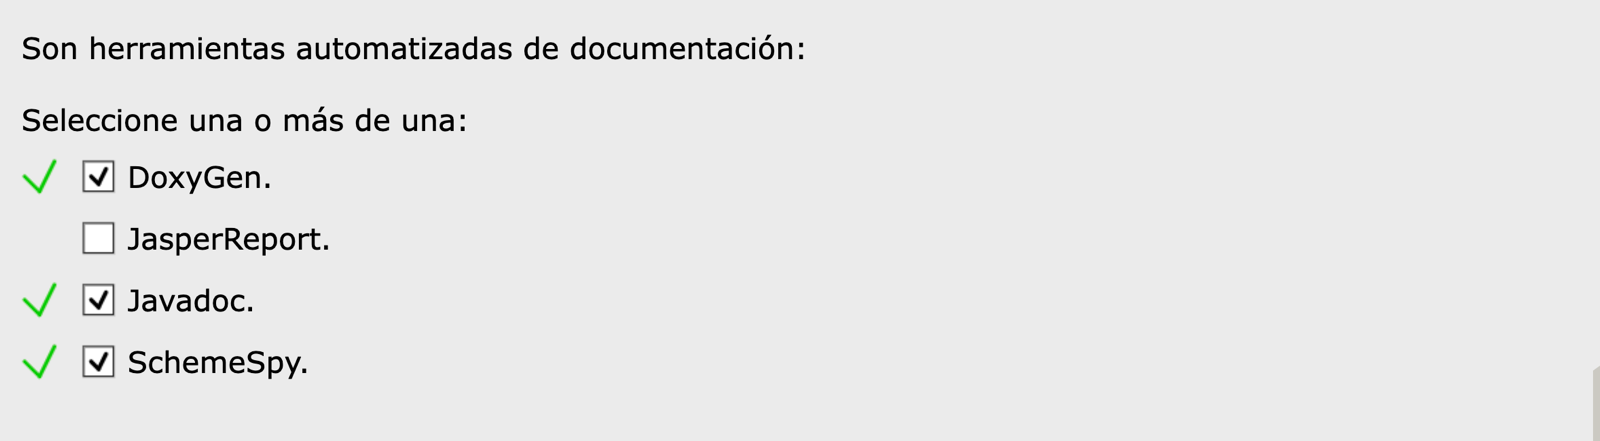 Son herramientas automatizadas de documentación:
Seleccione una o más de una:
DoxyGen.
JasperReport.
Javadoc.
SchemeSpy.